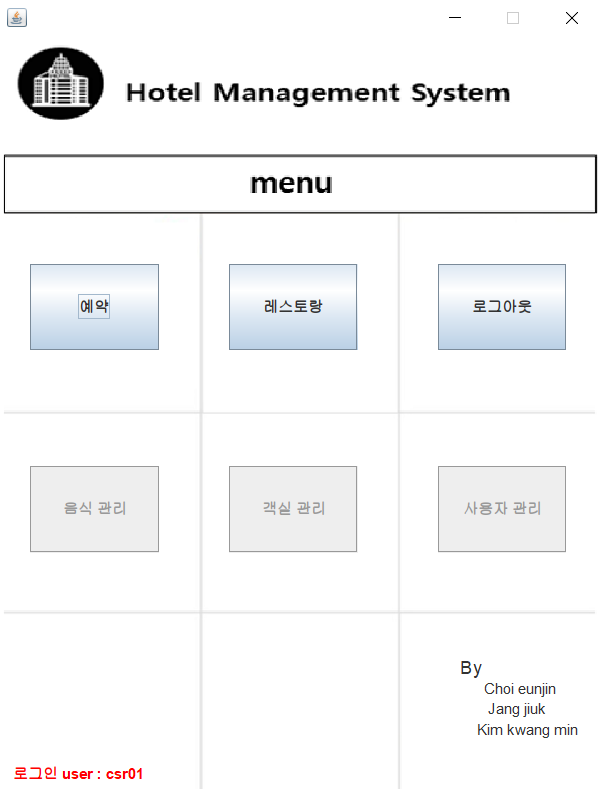 Hotel Management System
menu
예약
레스토랑
로그아웃
음식 관리
객실 관리
사용자 관리
By
Choi eunjin
Jang jiuk
Kim kwang min
로그인 user : csr01